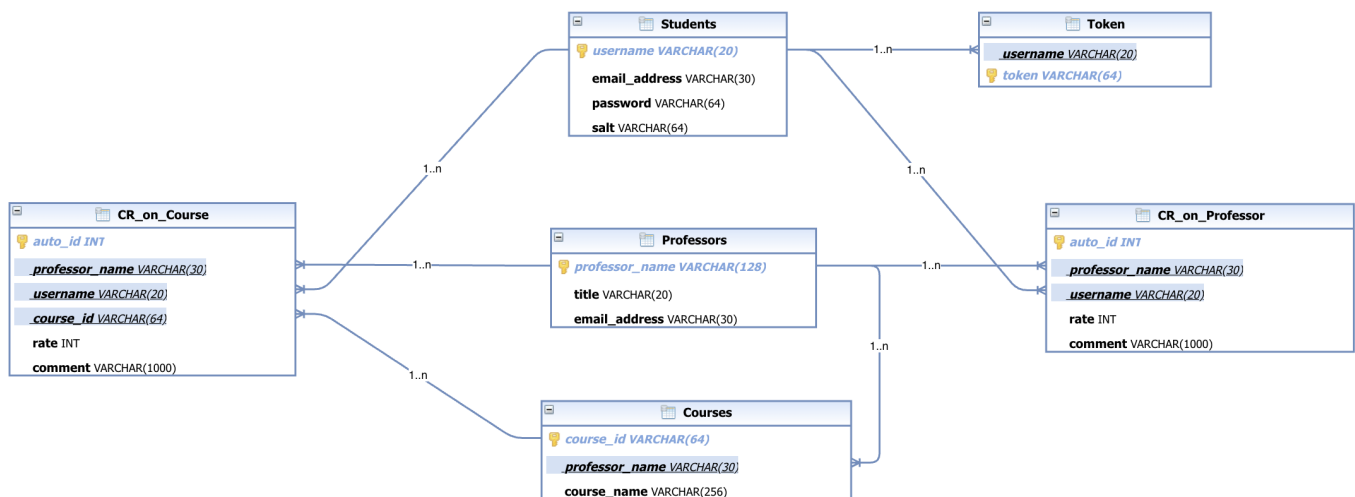 Students
username VARCHAR(20)
email_address VARCHAR(30)
password VARCHAR(64)
salt VARCHAR(64)
Token
username VARCHAR(20)
token VARCHAR(64)
1..n
1..n
1..n
CR_on_Course
auto_id INT
professor_name VARCHAR(30)
username VARCHAR(20)
course_id VARCHAR(64)
rate INT
comment VARCHAR(1000)
1..n
Professors
professor_name VARCHAR(128)
title VARCHAR(20)
email_address VARCHAR(30)
1..n
CR_on_Professor
auto_id INT
professor_name VARCHAR(30)
username VARCHAR(20)
rate INT
comment VARCHAR(1000)
1..n
1..n
Courses
course_id VARCHAR(64)
professor_name VARCHAR(30)
course_name VARCHAR(256)